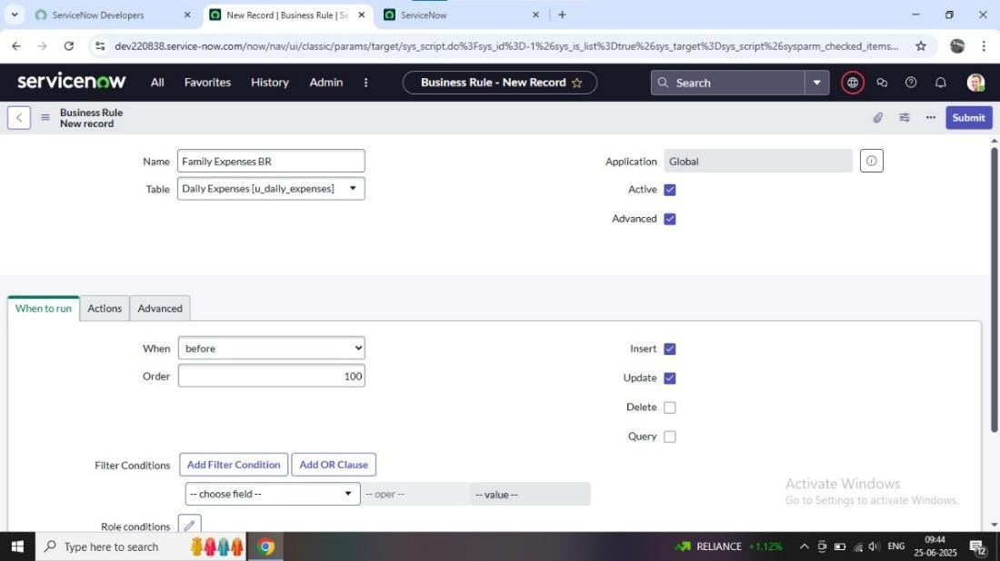 ServiceNow Developers
New Record | Business Rule | Se
ServiceNow
dev220838.service-now.com/now/nav/ui/classic/params/target/sys_script.do%3Fsys_id%3D-1%26sys_is_list%3Dtrue%26sys_target%3Dsys_script%26sysparm_checked_items...
servicenow
All
Favorites
History
Admin
Business Rule - New Record
Search
Business Rule
New record
Submit
Name
Family Expenses BR
Application
Global
Table
Daily Expenses [u_daily_expenses]
Active
Advanced
When to run
Actions
Advanced
When
before
Insert
Order
100
Update
Delete
Query
Filter Conditions
Add Filter Condition
Add OR Clause
-- choose field --
-- oper --
-- value --
Activate Windows
Go to Settings to activate Windows.
Role conditions
Type here to search
RELIANCE +1.12%
ENG
09:44
25-06-2025
12